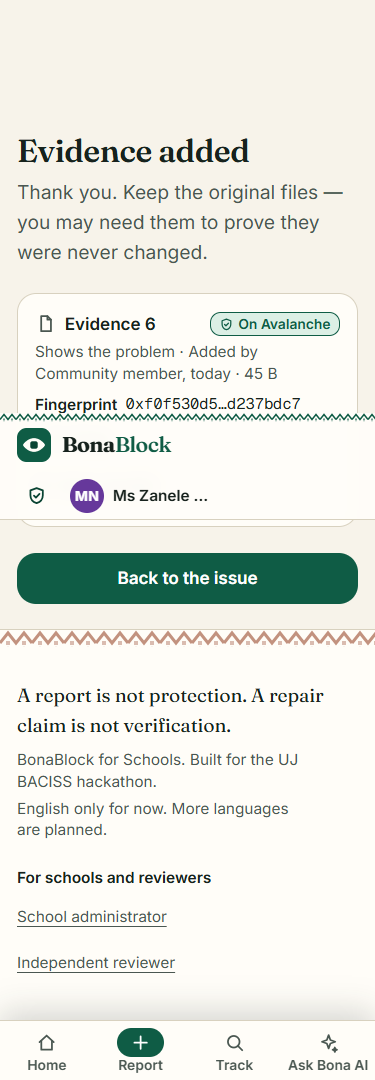 Evidence added
Thank you. Keep the original files —
you may need them to prove they
were never changed.
Evidence 6
On Avalanche
Shows the problem · Added by
Community member, today · 45 B
Fingerprint 0xf0f530d5…d237bdc7
BonaBlock
MN
Ms Zanele ...
Back to the issue
A report is not protection. A repair
claim is not verification.
BonaBlock for Schools. Built for the UJ
BACISS hackathon.
English only for now. More languages
are planned.
For schools and reviewers
School administrator
Independent reviewer
Home
Report
Track
Ask Bona AI